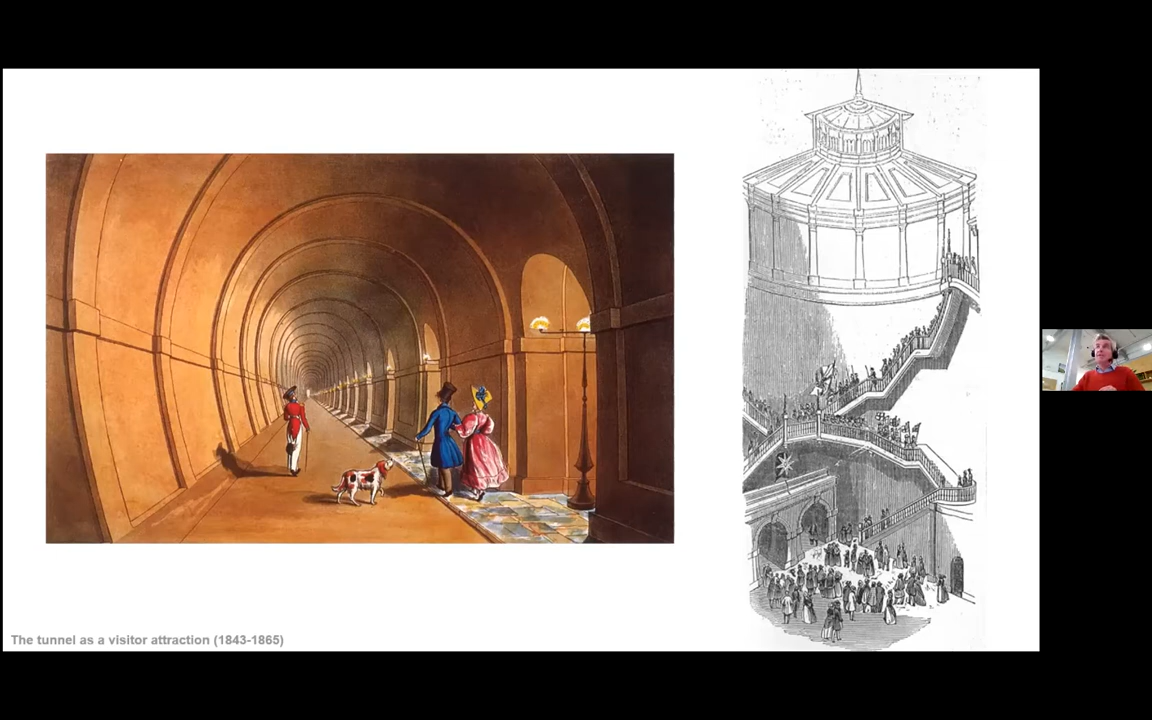 The tunnel as a visitor attraction (1843-1865)